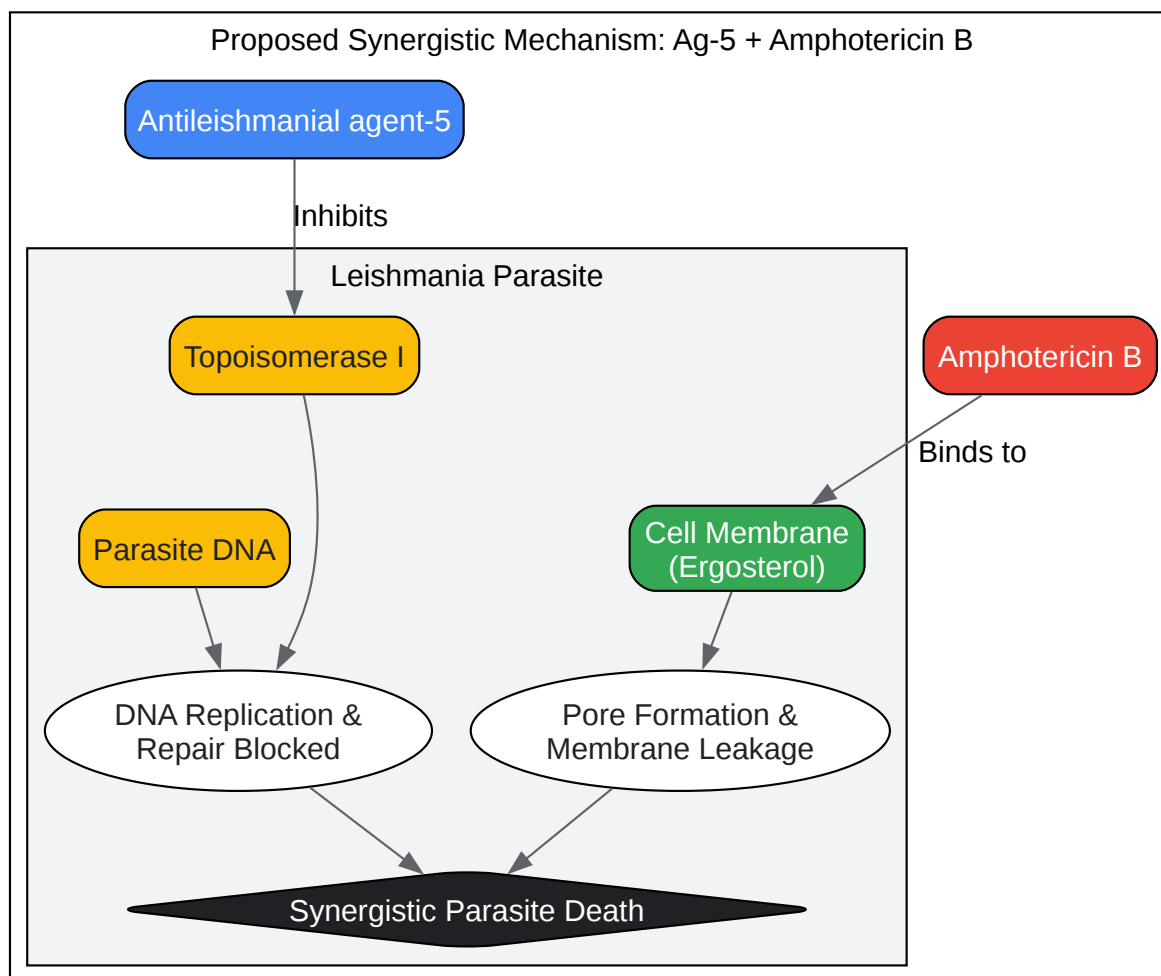 Proposed Synergistic Mechanism: Ag-5 + Amphotericin B
Antileishmanial agent-5
Inhibits
Leishmania Parasite
Topoisomerase I
Amphotericin B
Binds to
Parasite DNA
Cell Membrane
(Ergosterol)
DNA Replication &
Repair Blocked
Pore Formation &
Membrane Leakage
Synergistic Parasite Death